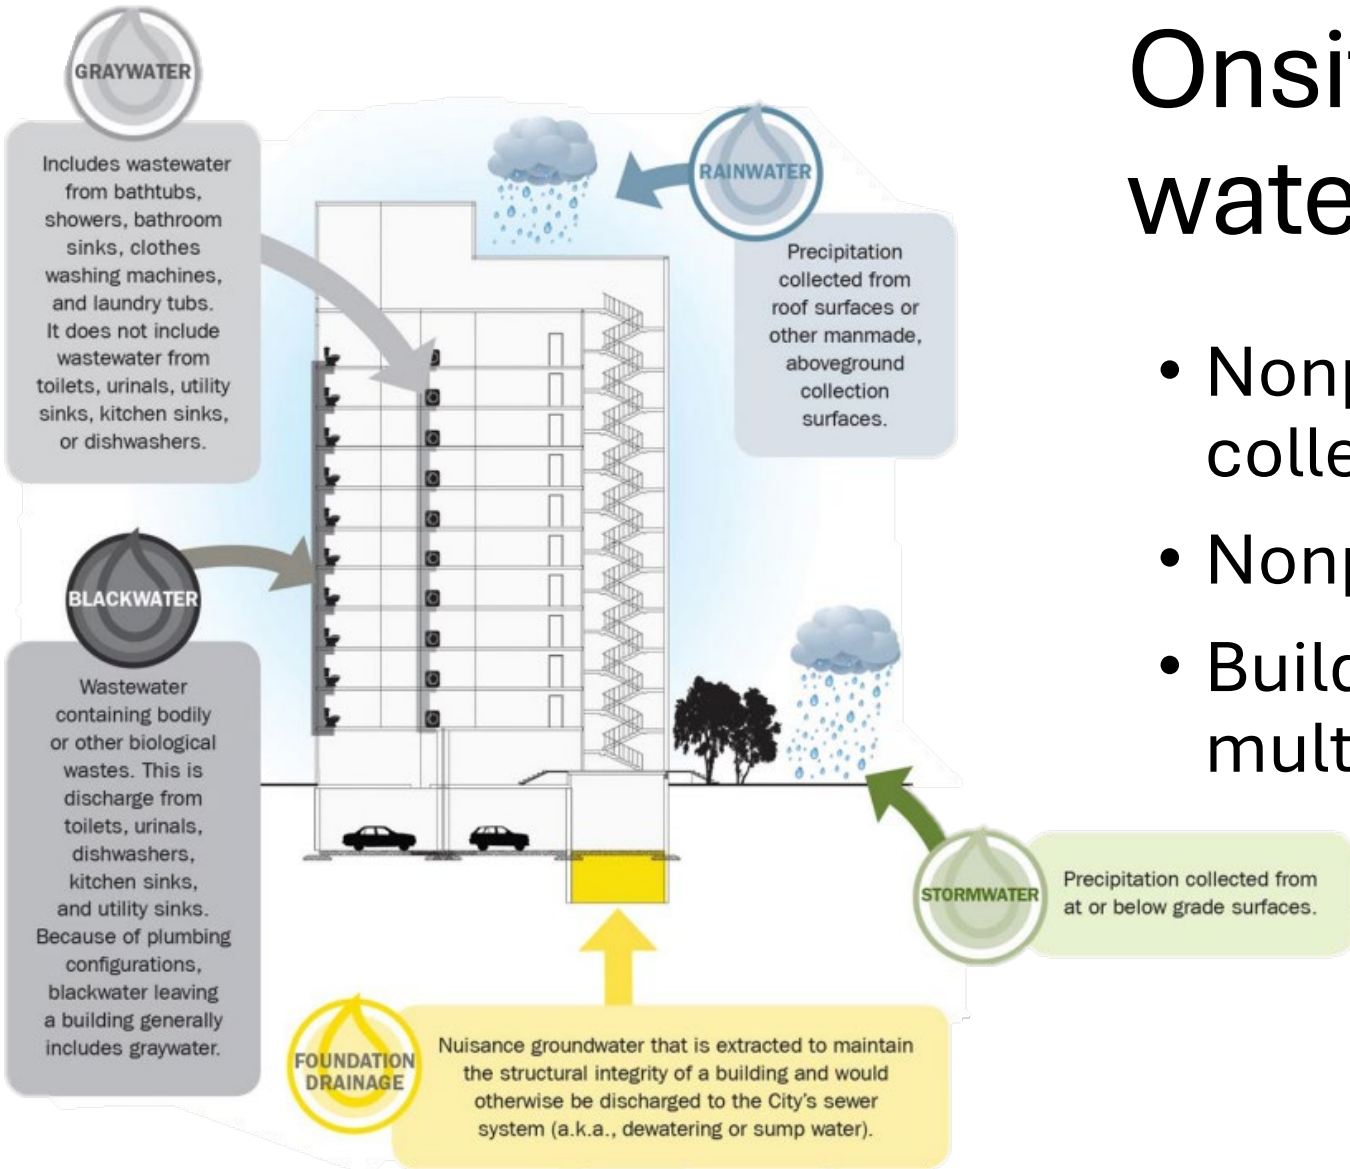 GRAYWATER
Includes wastewater
from bathtubs,
showers, bathroom
sinks, clothes
washing machines,
and laundry tubs.
It does not include
wastewater from
toilets, urinals, utility
sinks, kitchen sinks,
or dishwashers.
RAINWATER
Precipitation
collected from
roof surfaces or
other manmade,
aboveground
collection
surfaces.
BLACKWATER
Wastewater
containing bodily
or other biological
wastes. This is
discharge from
toilets, urinals,
dishwashers,
kitchen sinks,
and utility sinks.
Because of plumbing
configurations,
blackwater leaving
a building generally
includes graywater.
STORMWATER
Precipitation collected from
at or below grade surfaces.
FOUNDATION
DRAINAGE
Nuisance groundwater that is extracted to maintain
the structural integrity of a building and would
otherwise be discharged to the City's sewer
system (a.k.a., dewatering or sump water).